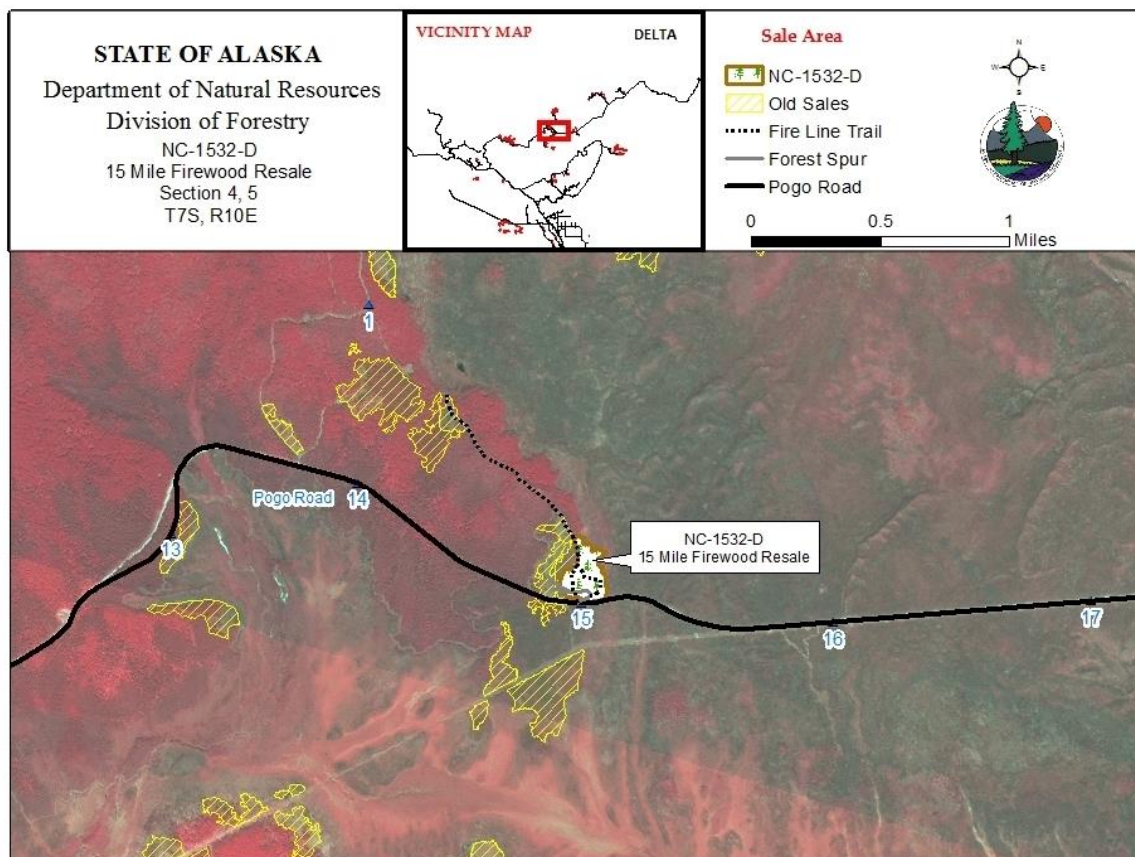 STATE OF ALASKA
Department of Natural Resources
Division of Forestry
NC-1532-D
15 Mile Firewood Resale
Section 4, 5
T7S, R10E
VICINITY MAP
DELTA
Sale Area
NC-1532-D
Old Sales
Fire Line Trail
Forest Spur
Pogo Road
0 0.5 1
Miles
N
W E
S
1
Pogo Road
14
13
NC-1532-D
15 Mile Firewood Resale
15
16
17